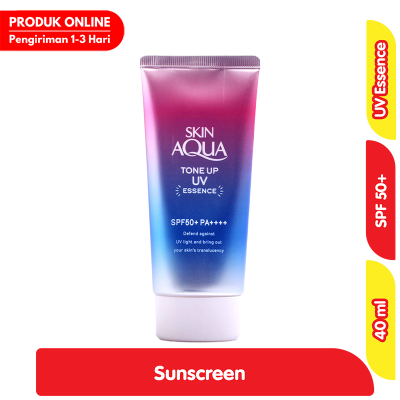 PRODUK ONLINE
Pengiriman 1-3 Hari
SKIN
AQUA
TONE UP
UV
ESSENCE
SPF50+ PA++++
Defend against
UV light and bring out
your skin's translucency
UV Essence
SPF 50+
40 ml
Sunscreen